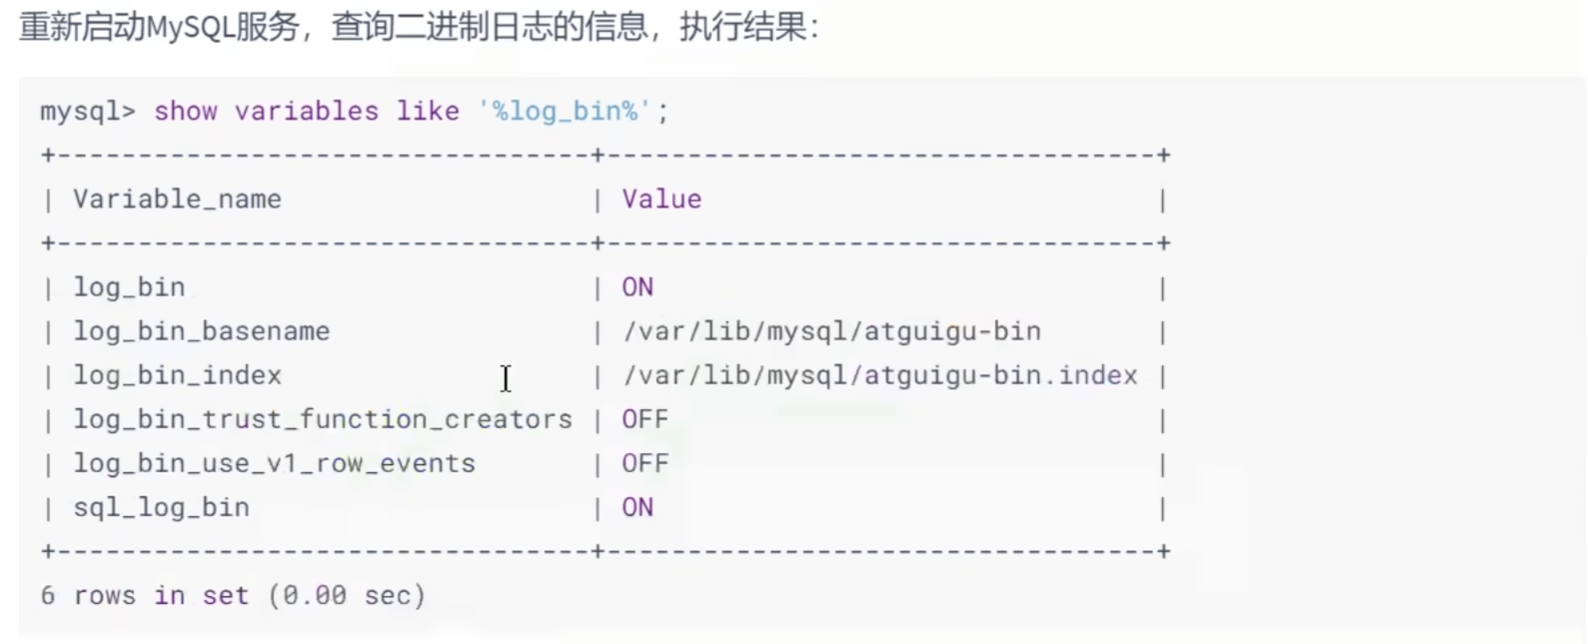 重新启动MySQL服务，查询二进制日志的信息，执行结果：
mysql> show variables like '%log_bin%';
+---------------------------------+----------------------------------+
| Variable_name                   | Value                            |
+---------------------------------+----------------------------------+
| log_bin                         | ON                               |
| log_bin_basename                | /var/lib/mysql/atguigu-bin       |
| log_bin_index                   | /var/lib/mysql/atguigu-bin.index |
| log_bin_trust_function_creators | OFF                              |
| log_bin_use_v1_row_events       | OFF                              |
| sql_log_bin                     | ON                               |
+---------------------------------+----------------------------------+
6 rows in set (0.00 sec)